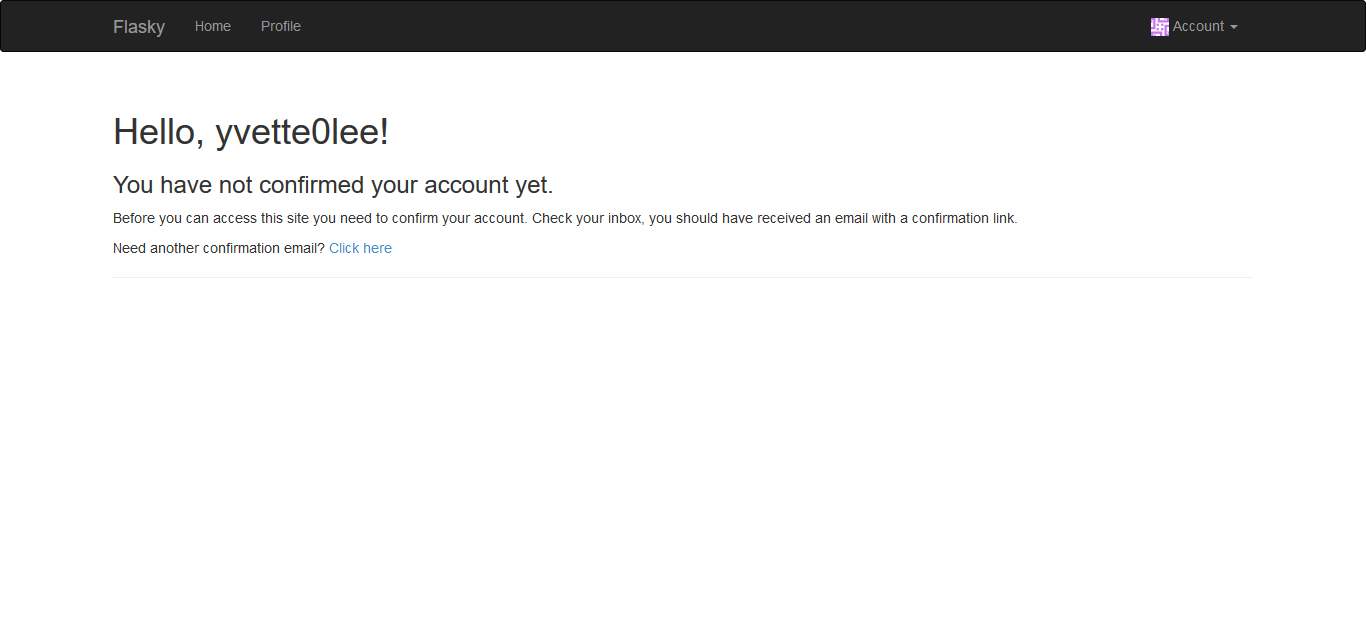 Flasky Home Profile Account
Hello, yvette0lee!
You have not confirmed your account yet.
Before you can access this site you need to confirm your account. Check your inbox, you should have received an email with a confirmation link.
Need another confirmation email? Click here